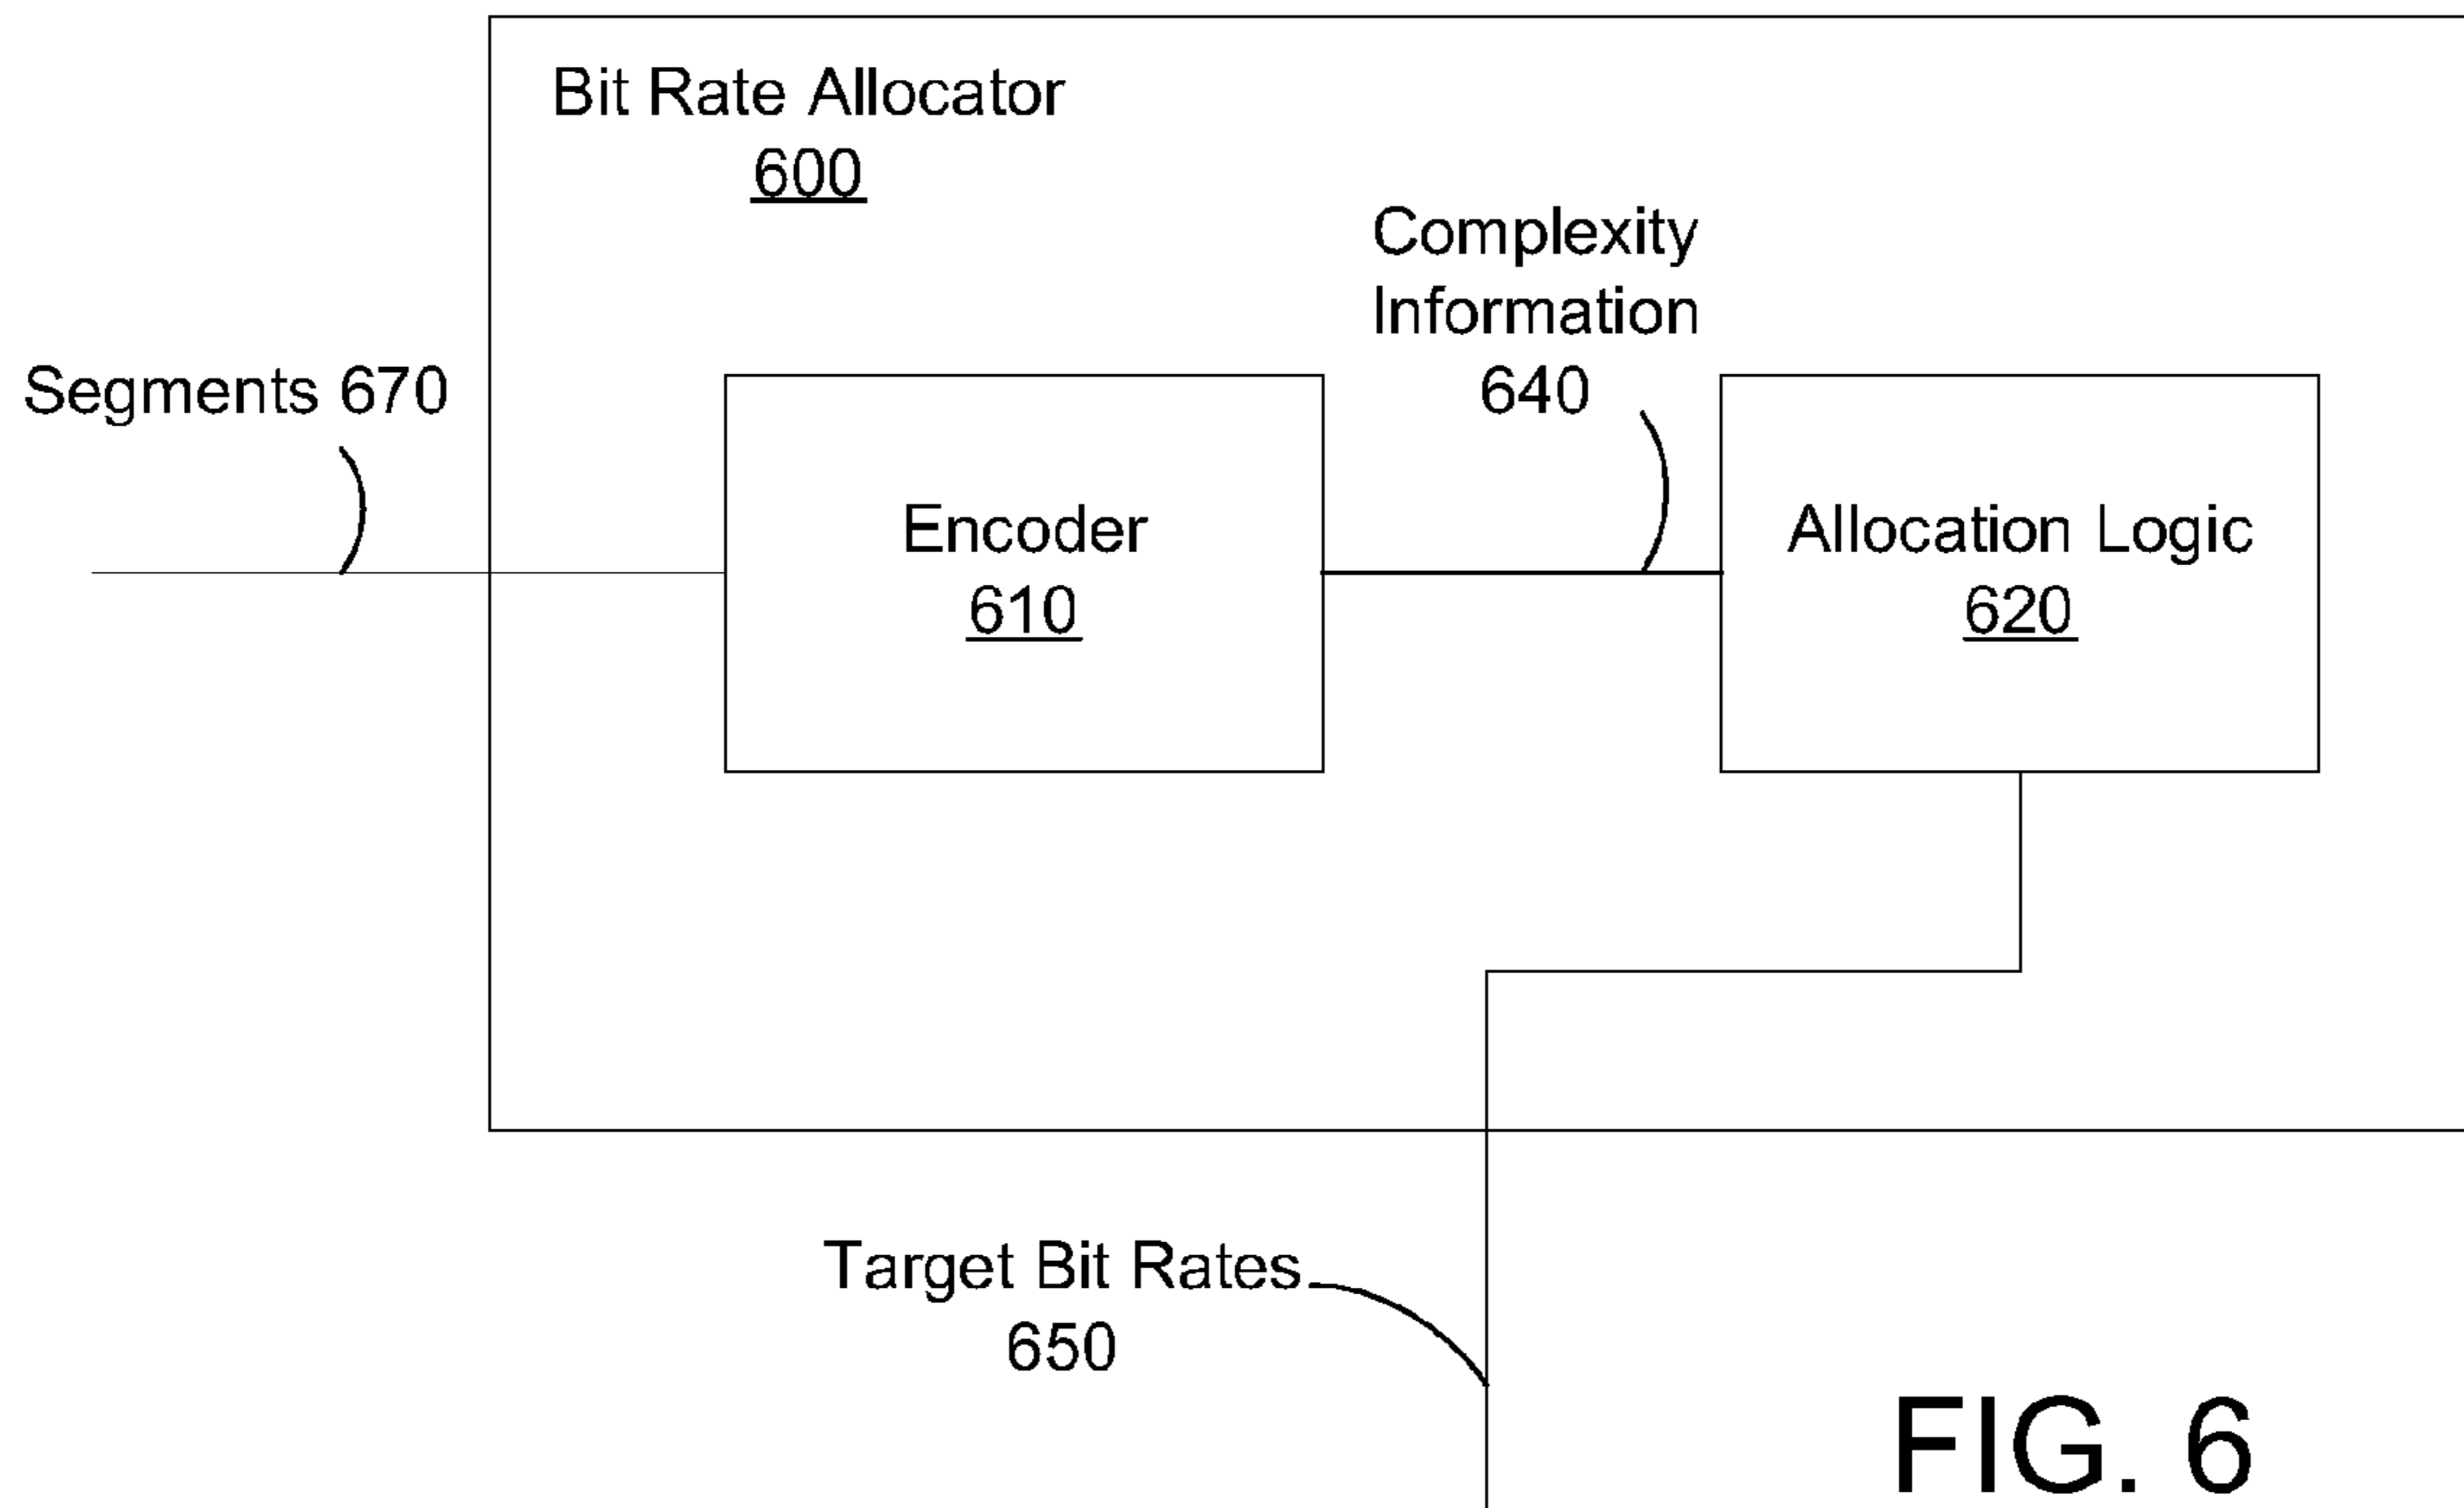 Bit Rate Allocator
600
Complexity
Information
640
Segments 670
Encoder
610
Allocation Logic
620
Target Bit Rates
650
FIG. 6